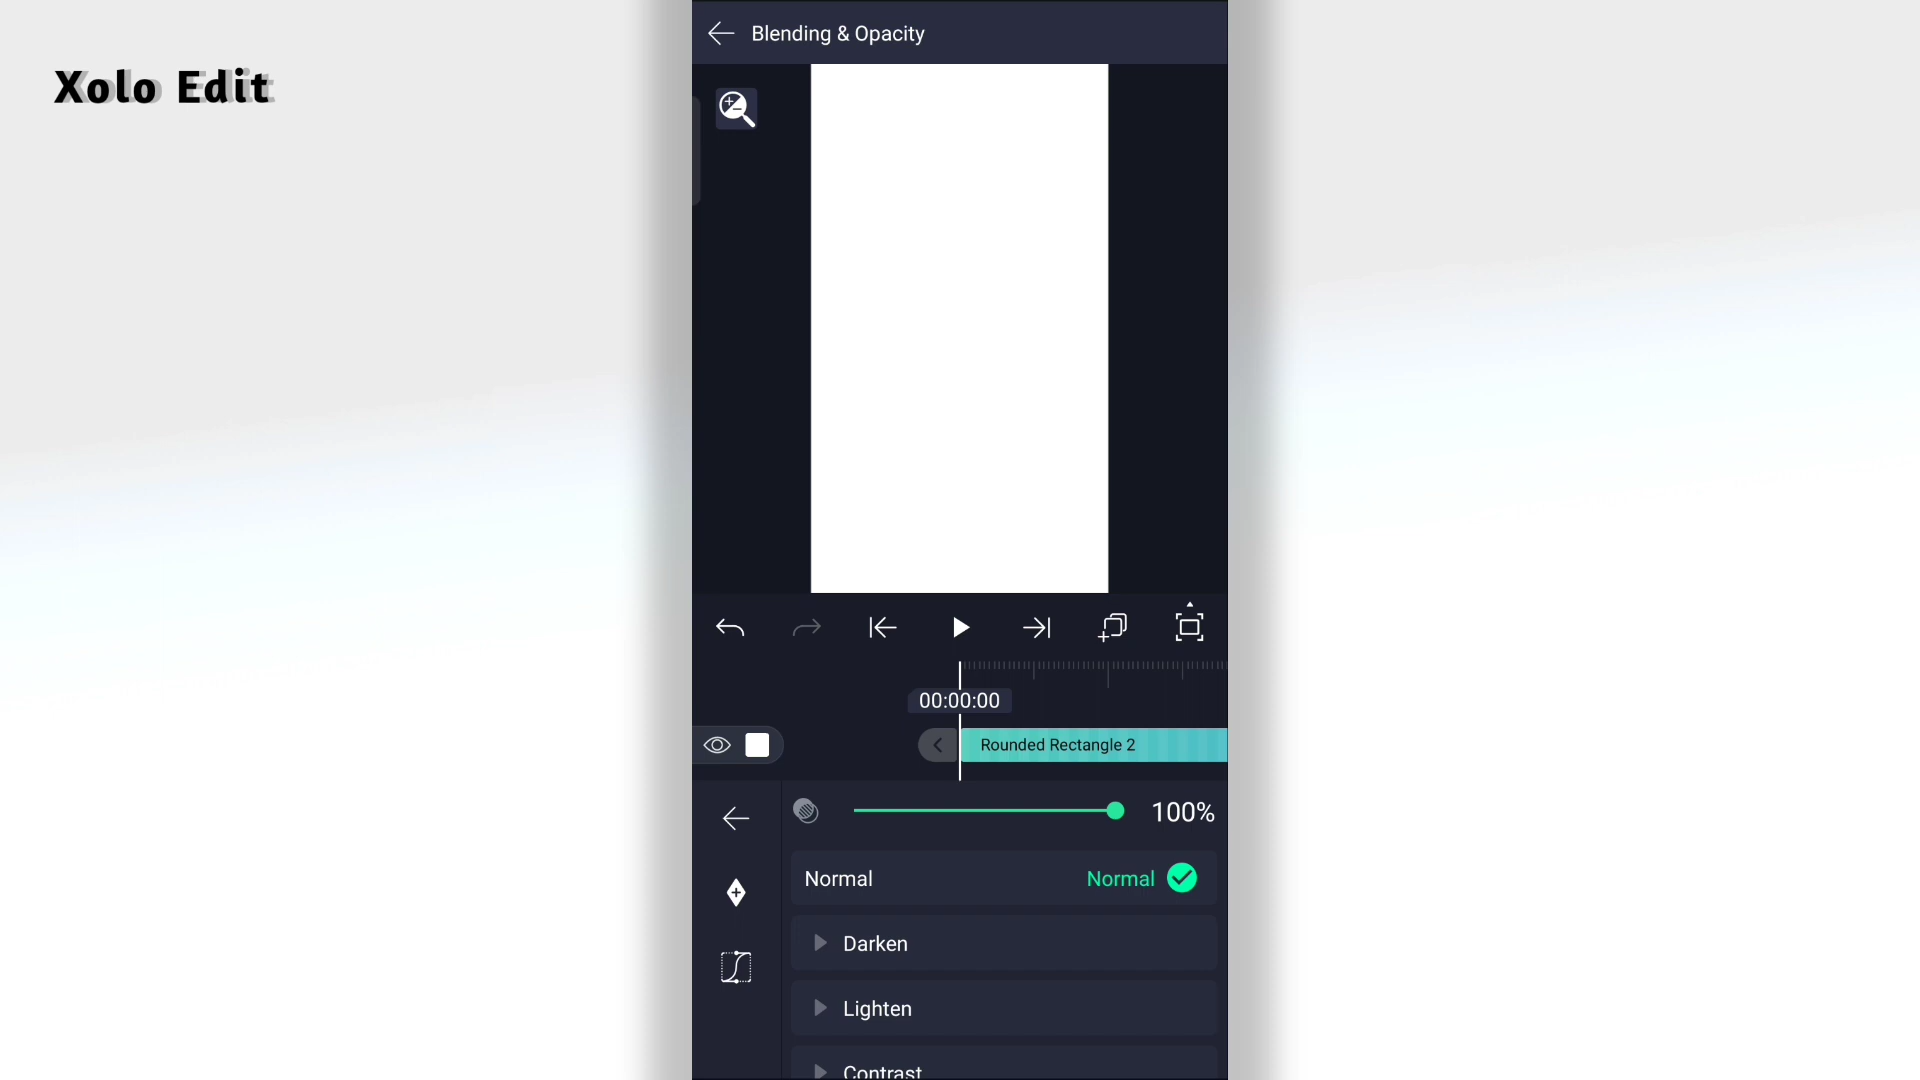 Blending & Opacity
Xolo Edit
00:00:00
Rounded Rectangle 2
100%
Normal Normal
Darken
Lighten
Contrast